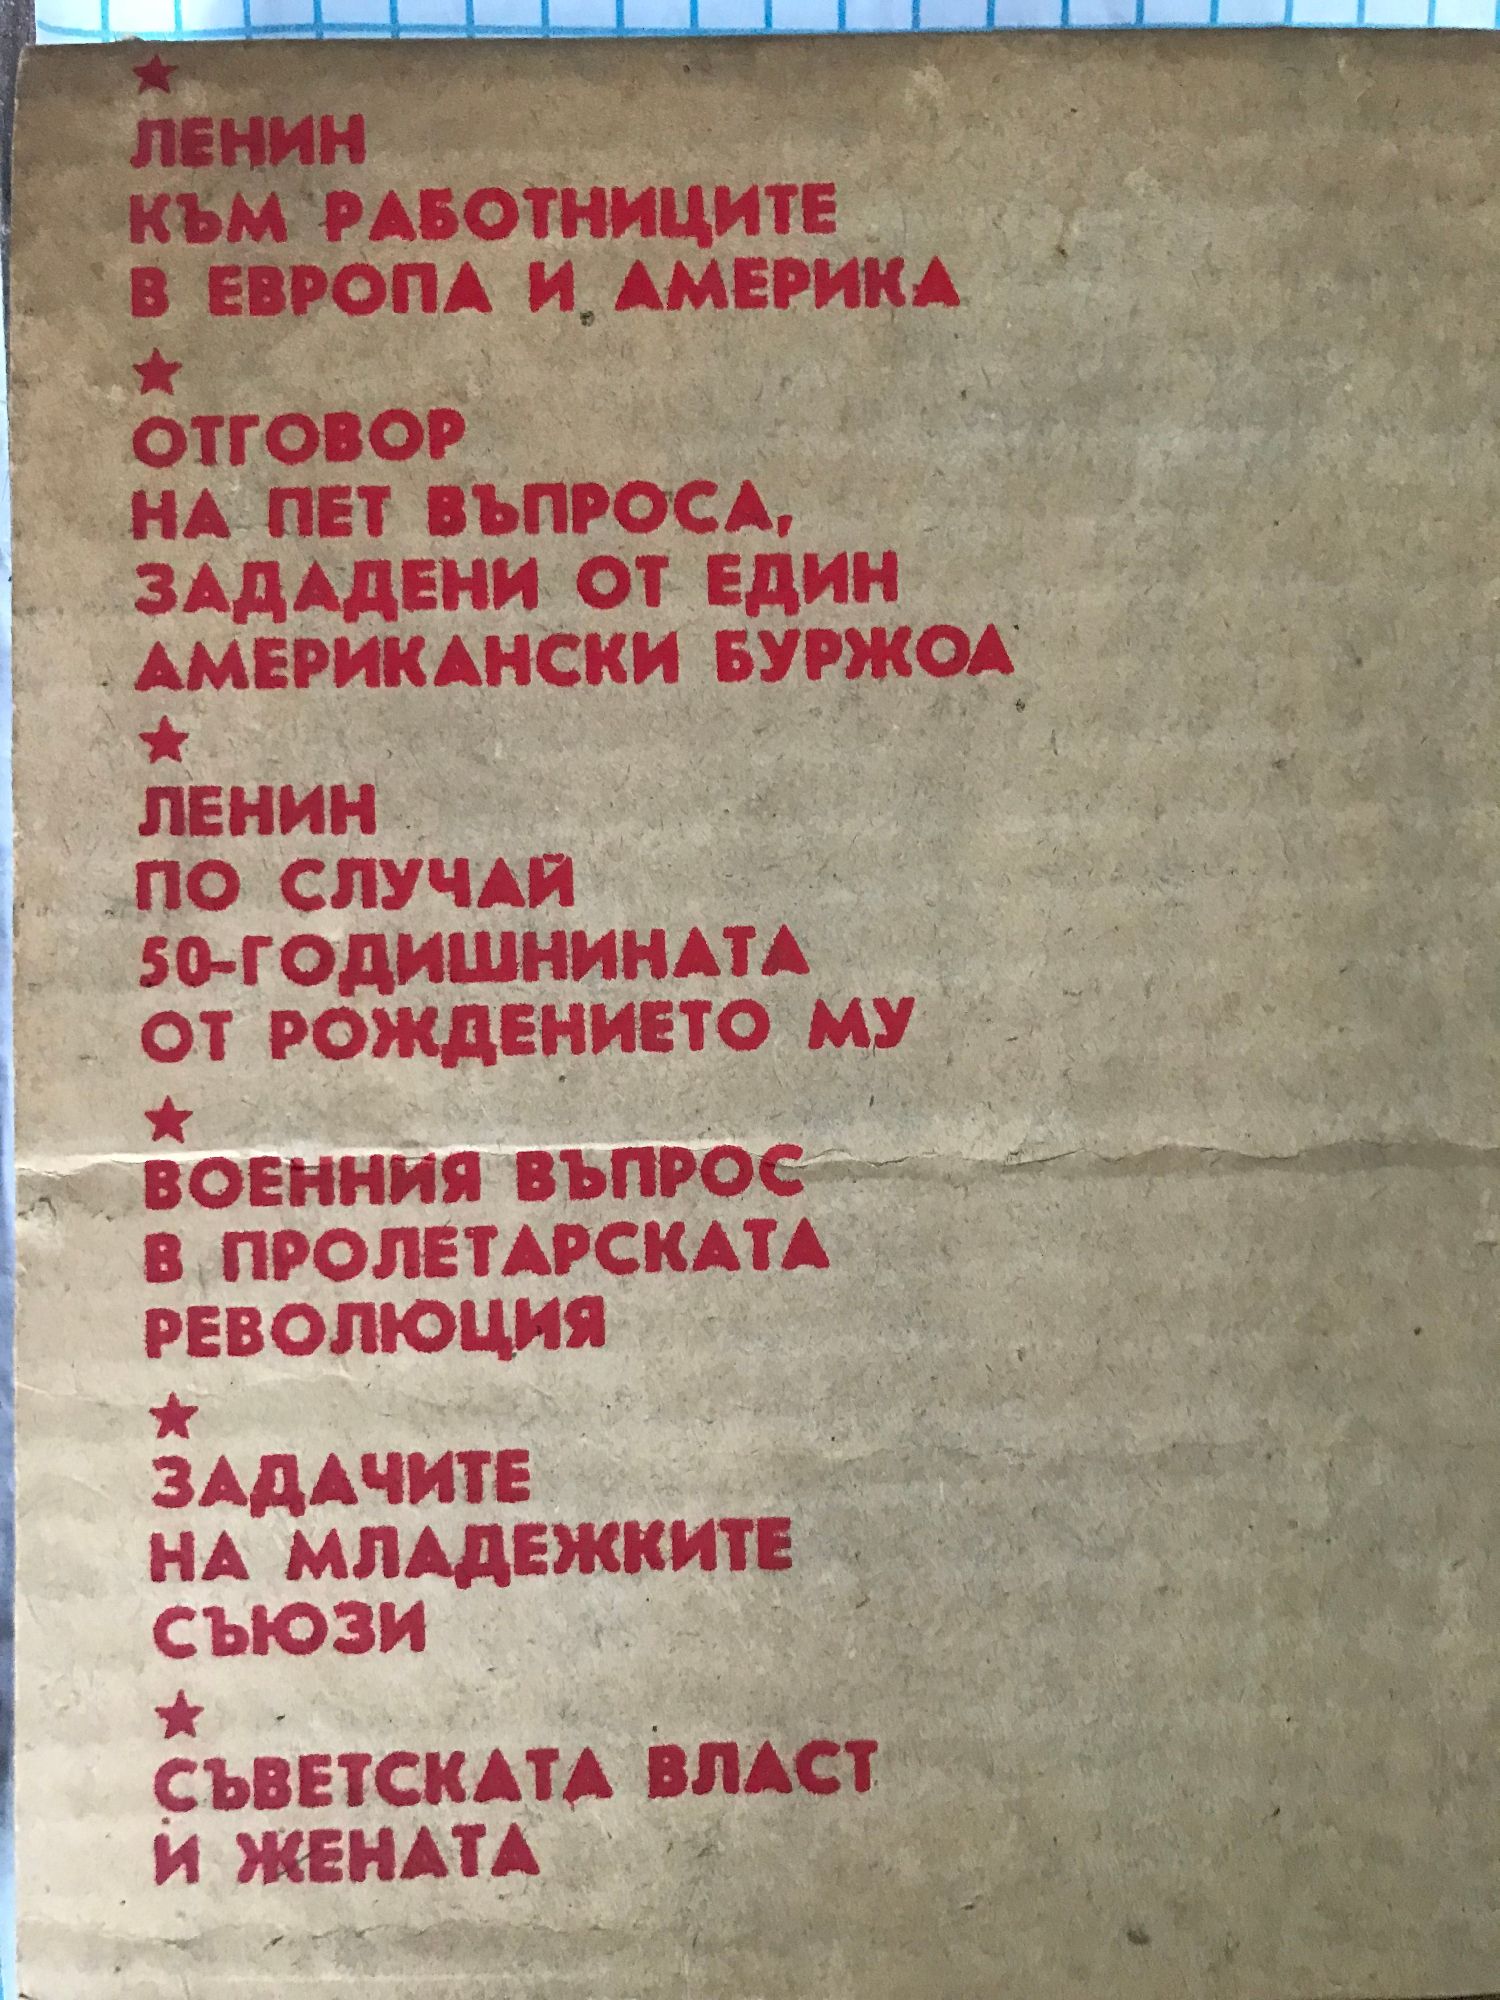 ★
ЛЕНИН
КЪМ РАБОТНИЦИТЕ
В ЕВРОПА И АМЕРИКА
★
ОТГОВОР
НА ПЕТ ВЪПРОСА,
ЗАДАДЕНИ ОТ ЕДИН
АМЕРИКАНСКИ БУРЖОА
★
ЛЕНИН
ПО СЛУЧАЙ
50-ГОДИШНИНАТА
ОТ РОЖДЕНИЕТО МУ
★
ВОЕННИЯ ВЪПРОС
В ПРОЛЕТАРСКАТА
РЕВОЛЮЦИЯ
★
ЗАДАЧИТЕ
НА МЛАДЕЖКИТЕ
СЪЮЗИ
★
СЪВЕТСКАТА ВЛАСТ
И ЖЕНАТА